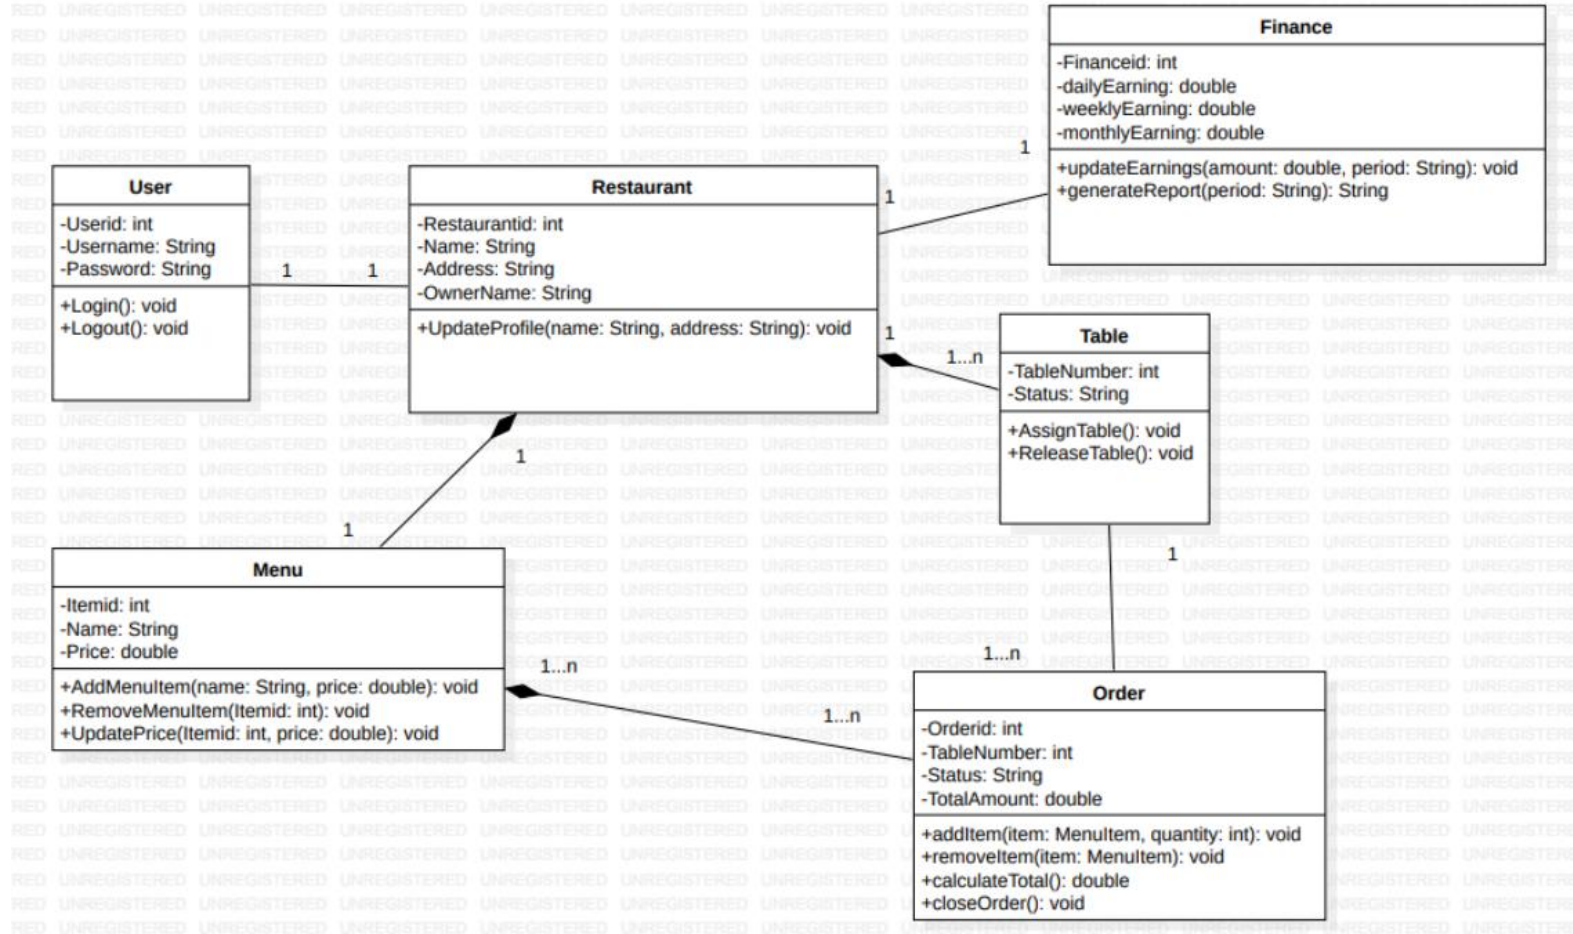 Finance
-Financeid: int
-dailyEarning: double
-weeklyEarning: double
-monthlyEarning: double
+updateEarnings(amount: double, period: String): void
+generateReport(period: String): String
1
1
User
-Userid: int
-Username: String
-Password: String
+Login(): void
+Logout(): void
1
1
Restaurant
-Restaurantid: int
-Name: String
-Address: String
-OwnerName: String
+UpdateProfile(name: String, address: String): void
1
1...n
Table
-TableNumber: int
-Status: String
+AssignTable(): void
+ReleaseTable(): void
1
1
Menu
-Itemid: int
-Name: String
-Price: double
+AddMenuItem(name: String, price: double): void
+RemoveMenuItem(Itemid: int): void
+UpdatePrice(Itemid: int, price: double): void
1...n
1...n
1
1...n
Order
-Orderid: int
-TableNumber: int
-Status: String
-TotalAmount: double
+addItem(item: MenuItem, quantity: int): void
+removeItem(item: MenuItem): void
+calculateTotal(): double
+closeOrder(): void
UNREGISTERED